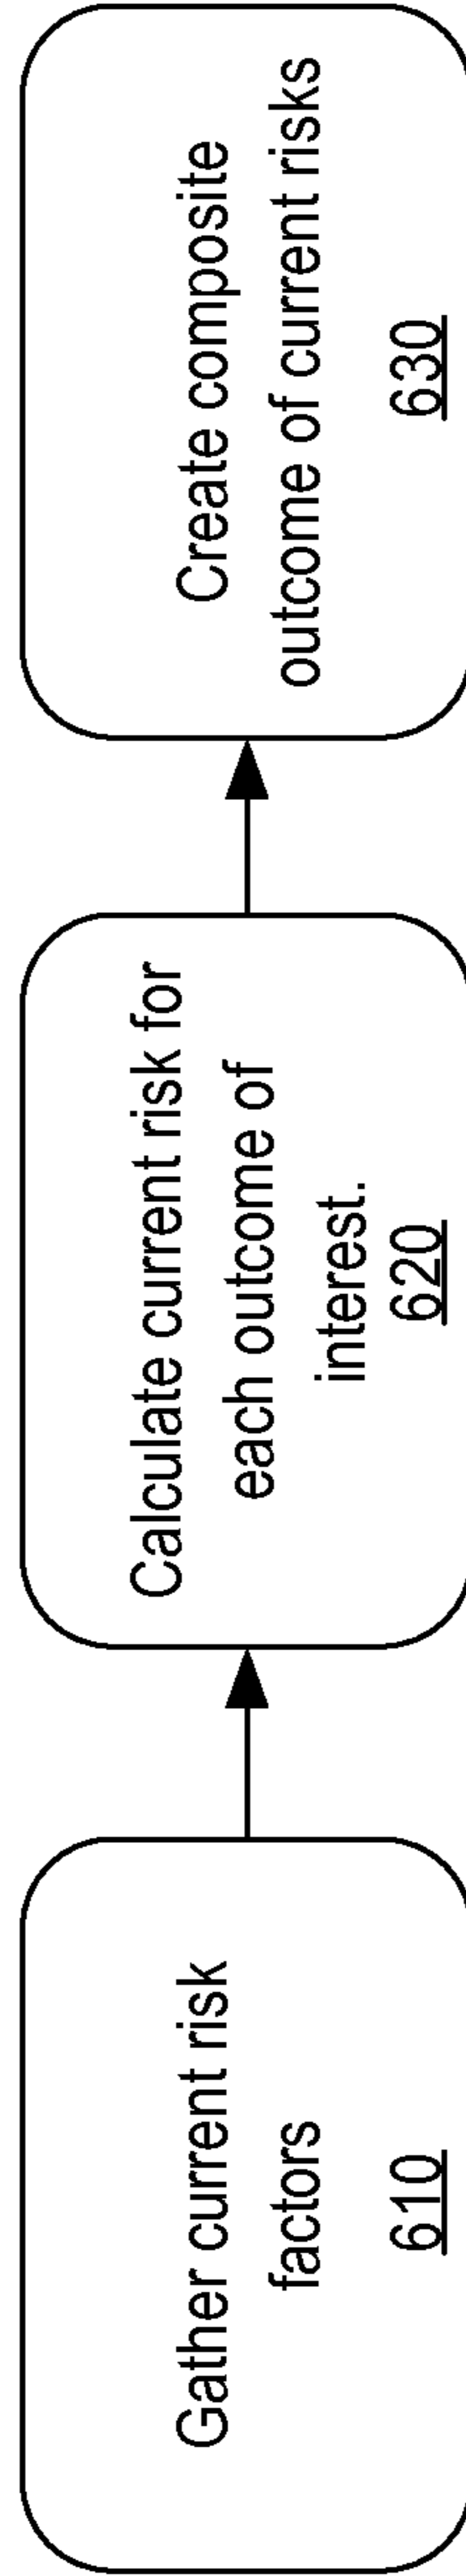 Gather current risk
factors
610
Calculate current risk for
each outcome of
interest.
620
Create composite
outcome of current risks
630